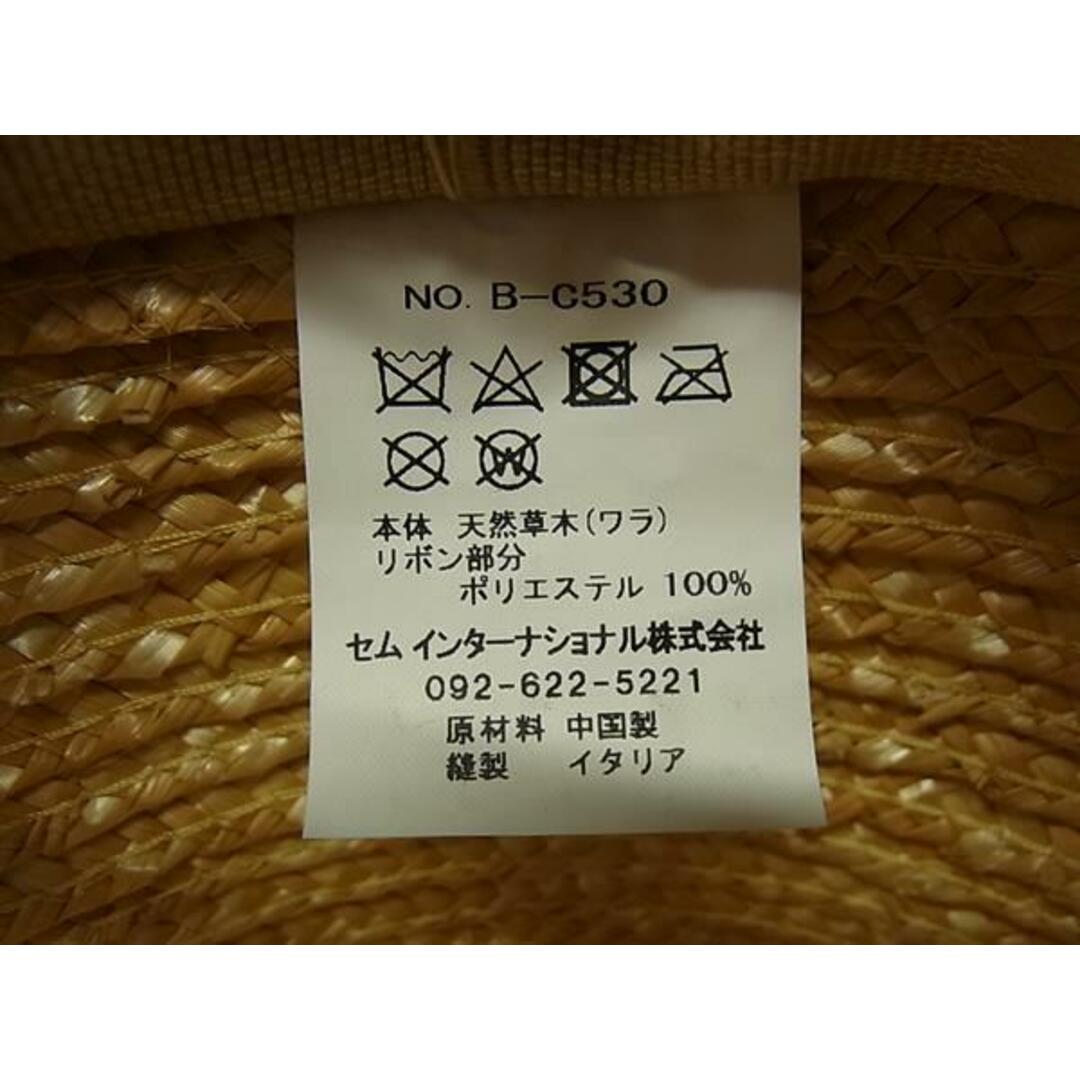 NO. B-C530
W
本体 天然草木(ワラ)
リボン部分
ポリエステル 100%
セム インターナショナル株式会社
092-622-5221
原材料 中国製
縫製 イタリア